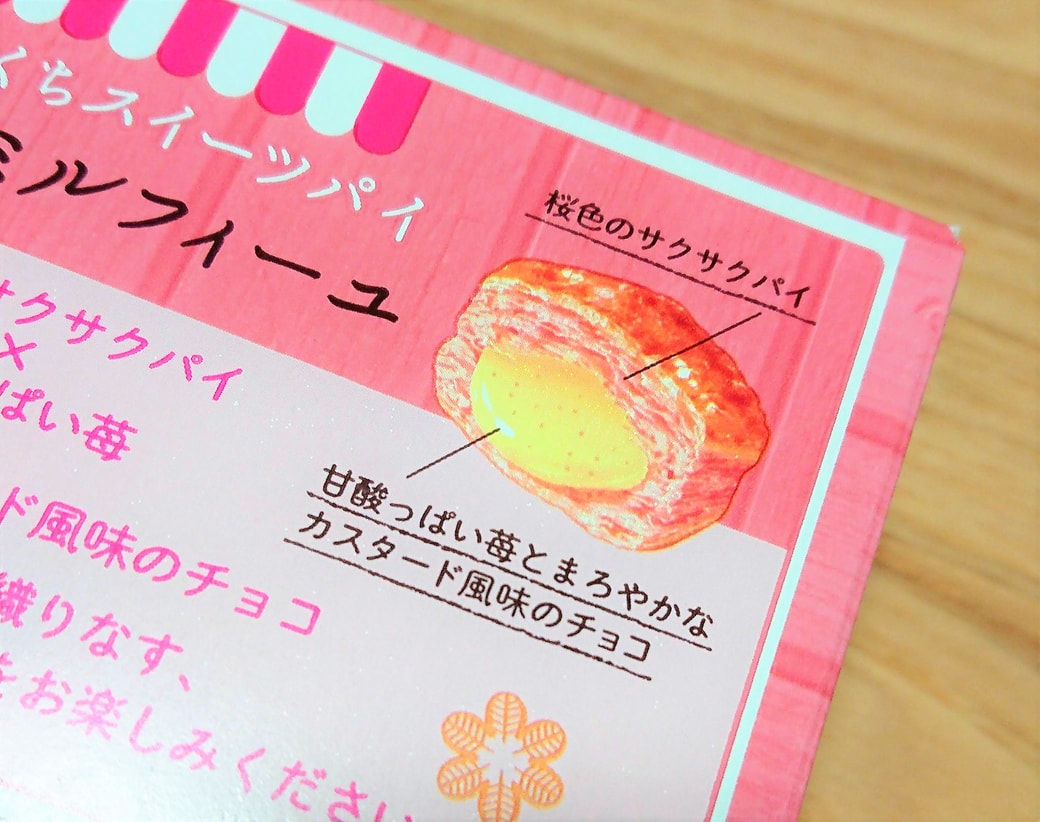 くちスイーツパイ
ミルフィーユ
桜色のサクサクパイ
サクサクパイ
×
ぱい苺
甘酸っぱい苺とまろやかな
カスタード風味のチョコ
ド風味のチョコ
織りなす、
をお楽しみください